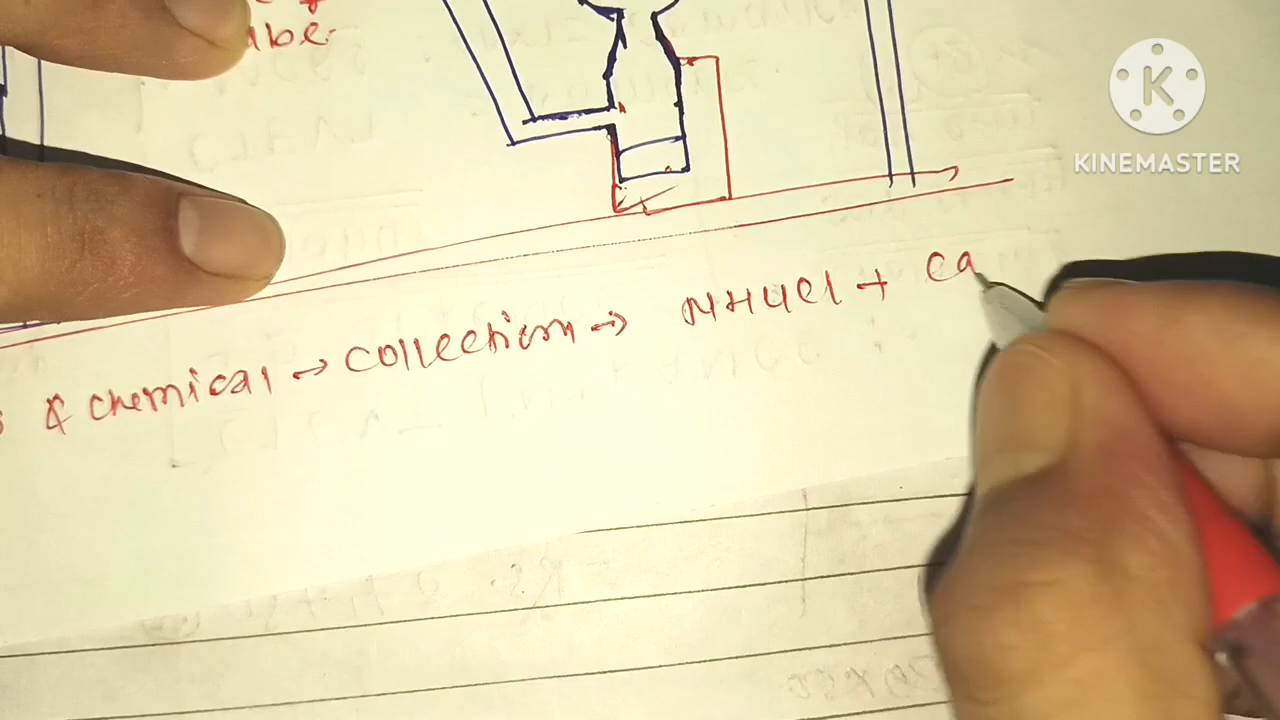 abe.
K
KINEMASTER
& chemical → collection → NH4Cl + Ca